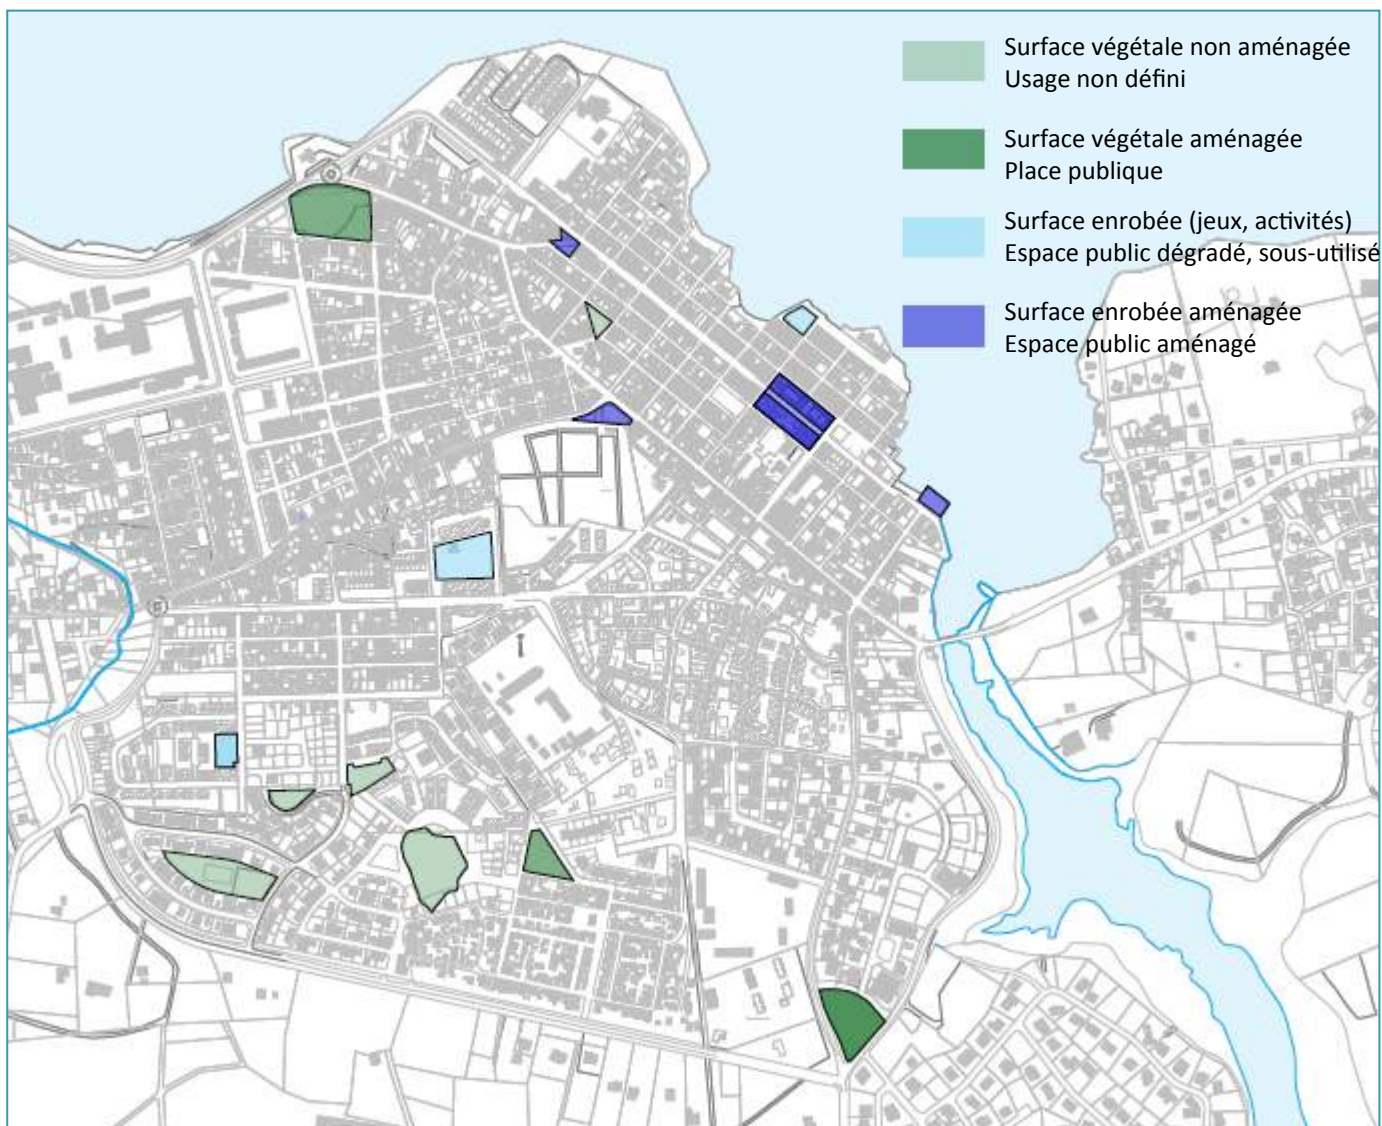 Surface végétale non aménagée
Usage non défini
Surface végétale aménagée
Place publique
Surface enrobée (jeux, activités)
Espace public dégradé, sous-utilisé
Surface enrobée aménagée
Espace public aménagé